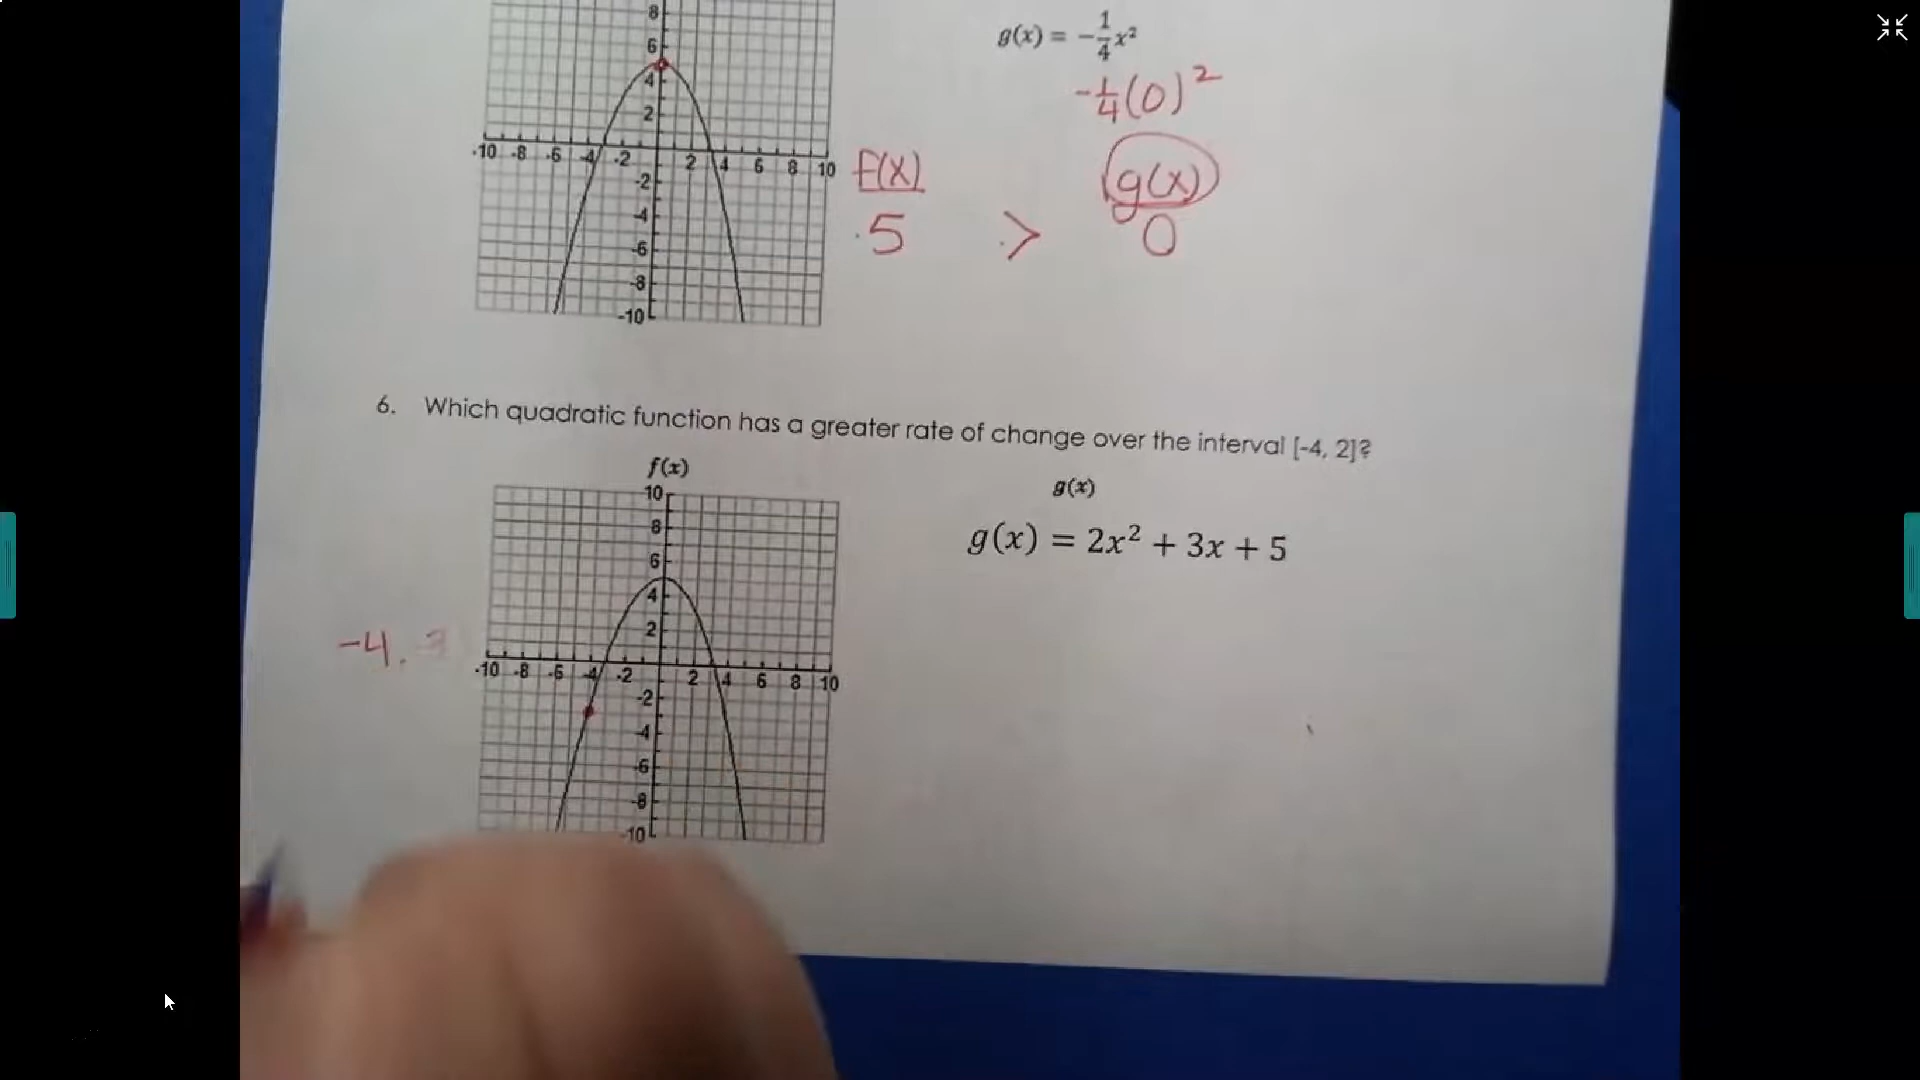 8
6
4
2
-10 -8 -6 -4 -2 2 4 6 8 10
-2
-4
-6
-8
-10
g(x) = -1/4x²
-1/4(0)²
f(x) g(x)
5 > 0
6. Which quadratic function has a greater rate of change over the interval [-4, 2]?
f(x)
10
8
6
4
2
-10 -8 -6 -4 -2 2 4 6 8 10
-2
-4
-6
-8
-10
-4.3
g(x)
g(x) = 2x² + 3x + 5